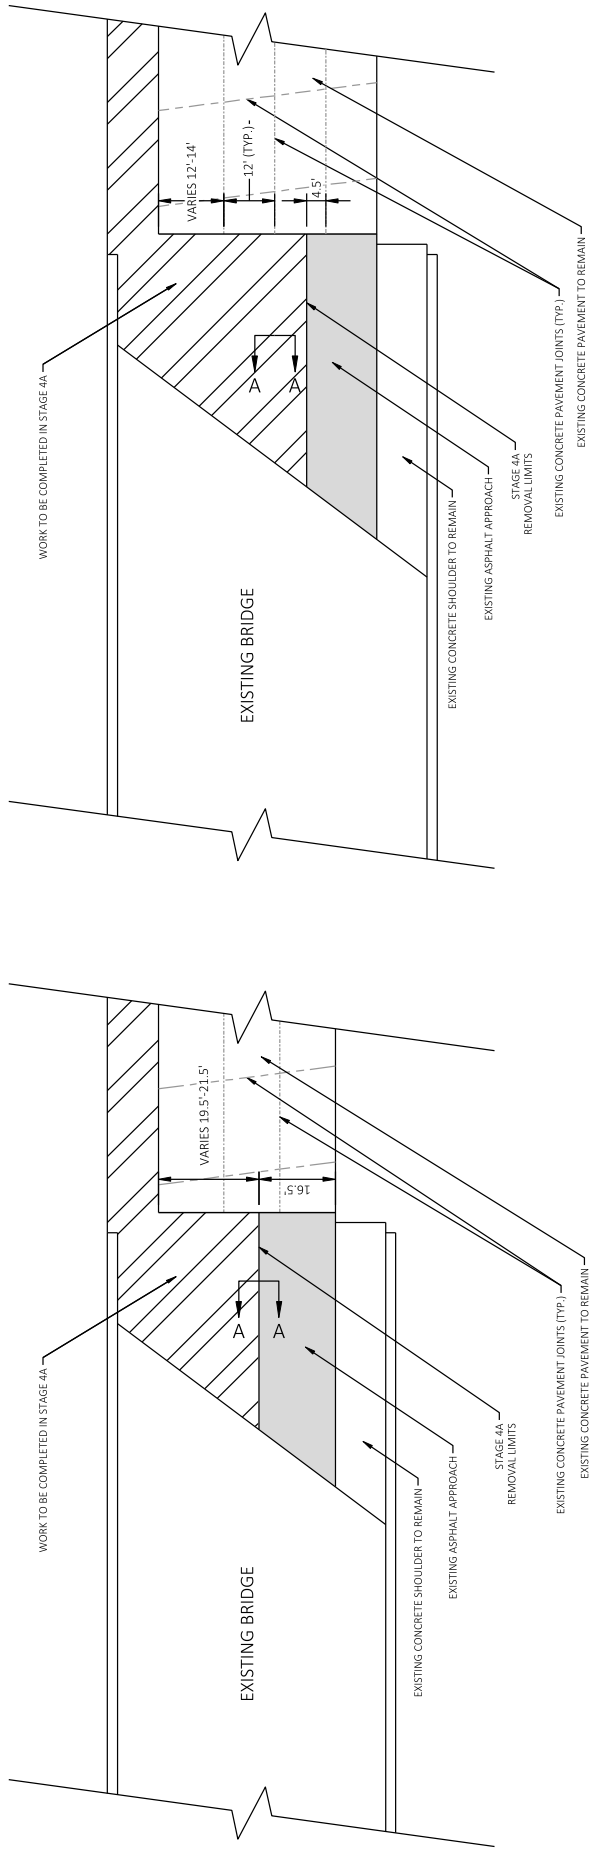 WORK TO BE COMPLETED IN STAGE 4A
VARIES 12'-14'
12' (TYP.)
4.5'
A
A
EXISTING BRIDGE
EXISTING CONCRETE SHOULDER TO REMAIN
EXISTING ASPHALT APPROACH
STAGE 4A
REMOVAL LIMITS
EXISTING CONCRETE PAVEMENT JOINTS (TYP.)
EXISTING CONCRETE PAVEMENT TO REMAIN
WORK TO BE COMPLETED IN STAGE 4A
VARIES 19.5'-21.5'
16.5'
A
A
EXISTING BRIDGE
EXISTING CONCRETE SHOULDER TO REMAIN
EXISTING ASPHALT APPROACH
STAGE 4A
REMOVAL LIMITS
EXISTING CONCRETE PAVEMENT JOINTS (TYP.)
EXISTING CONCRETE PAVEMENT TO REMAIN